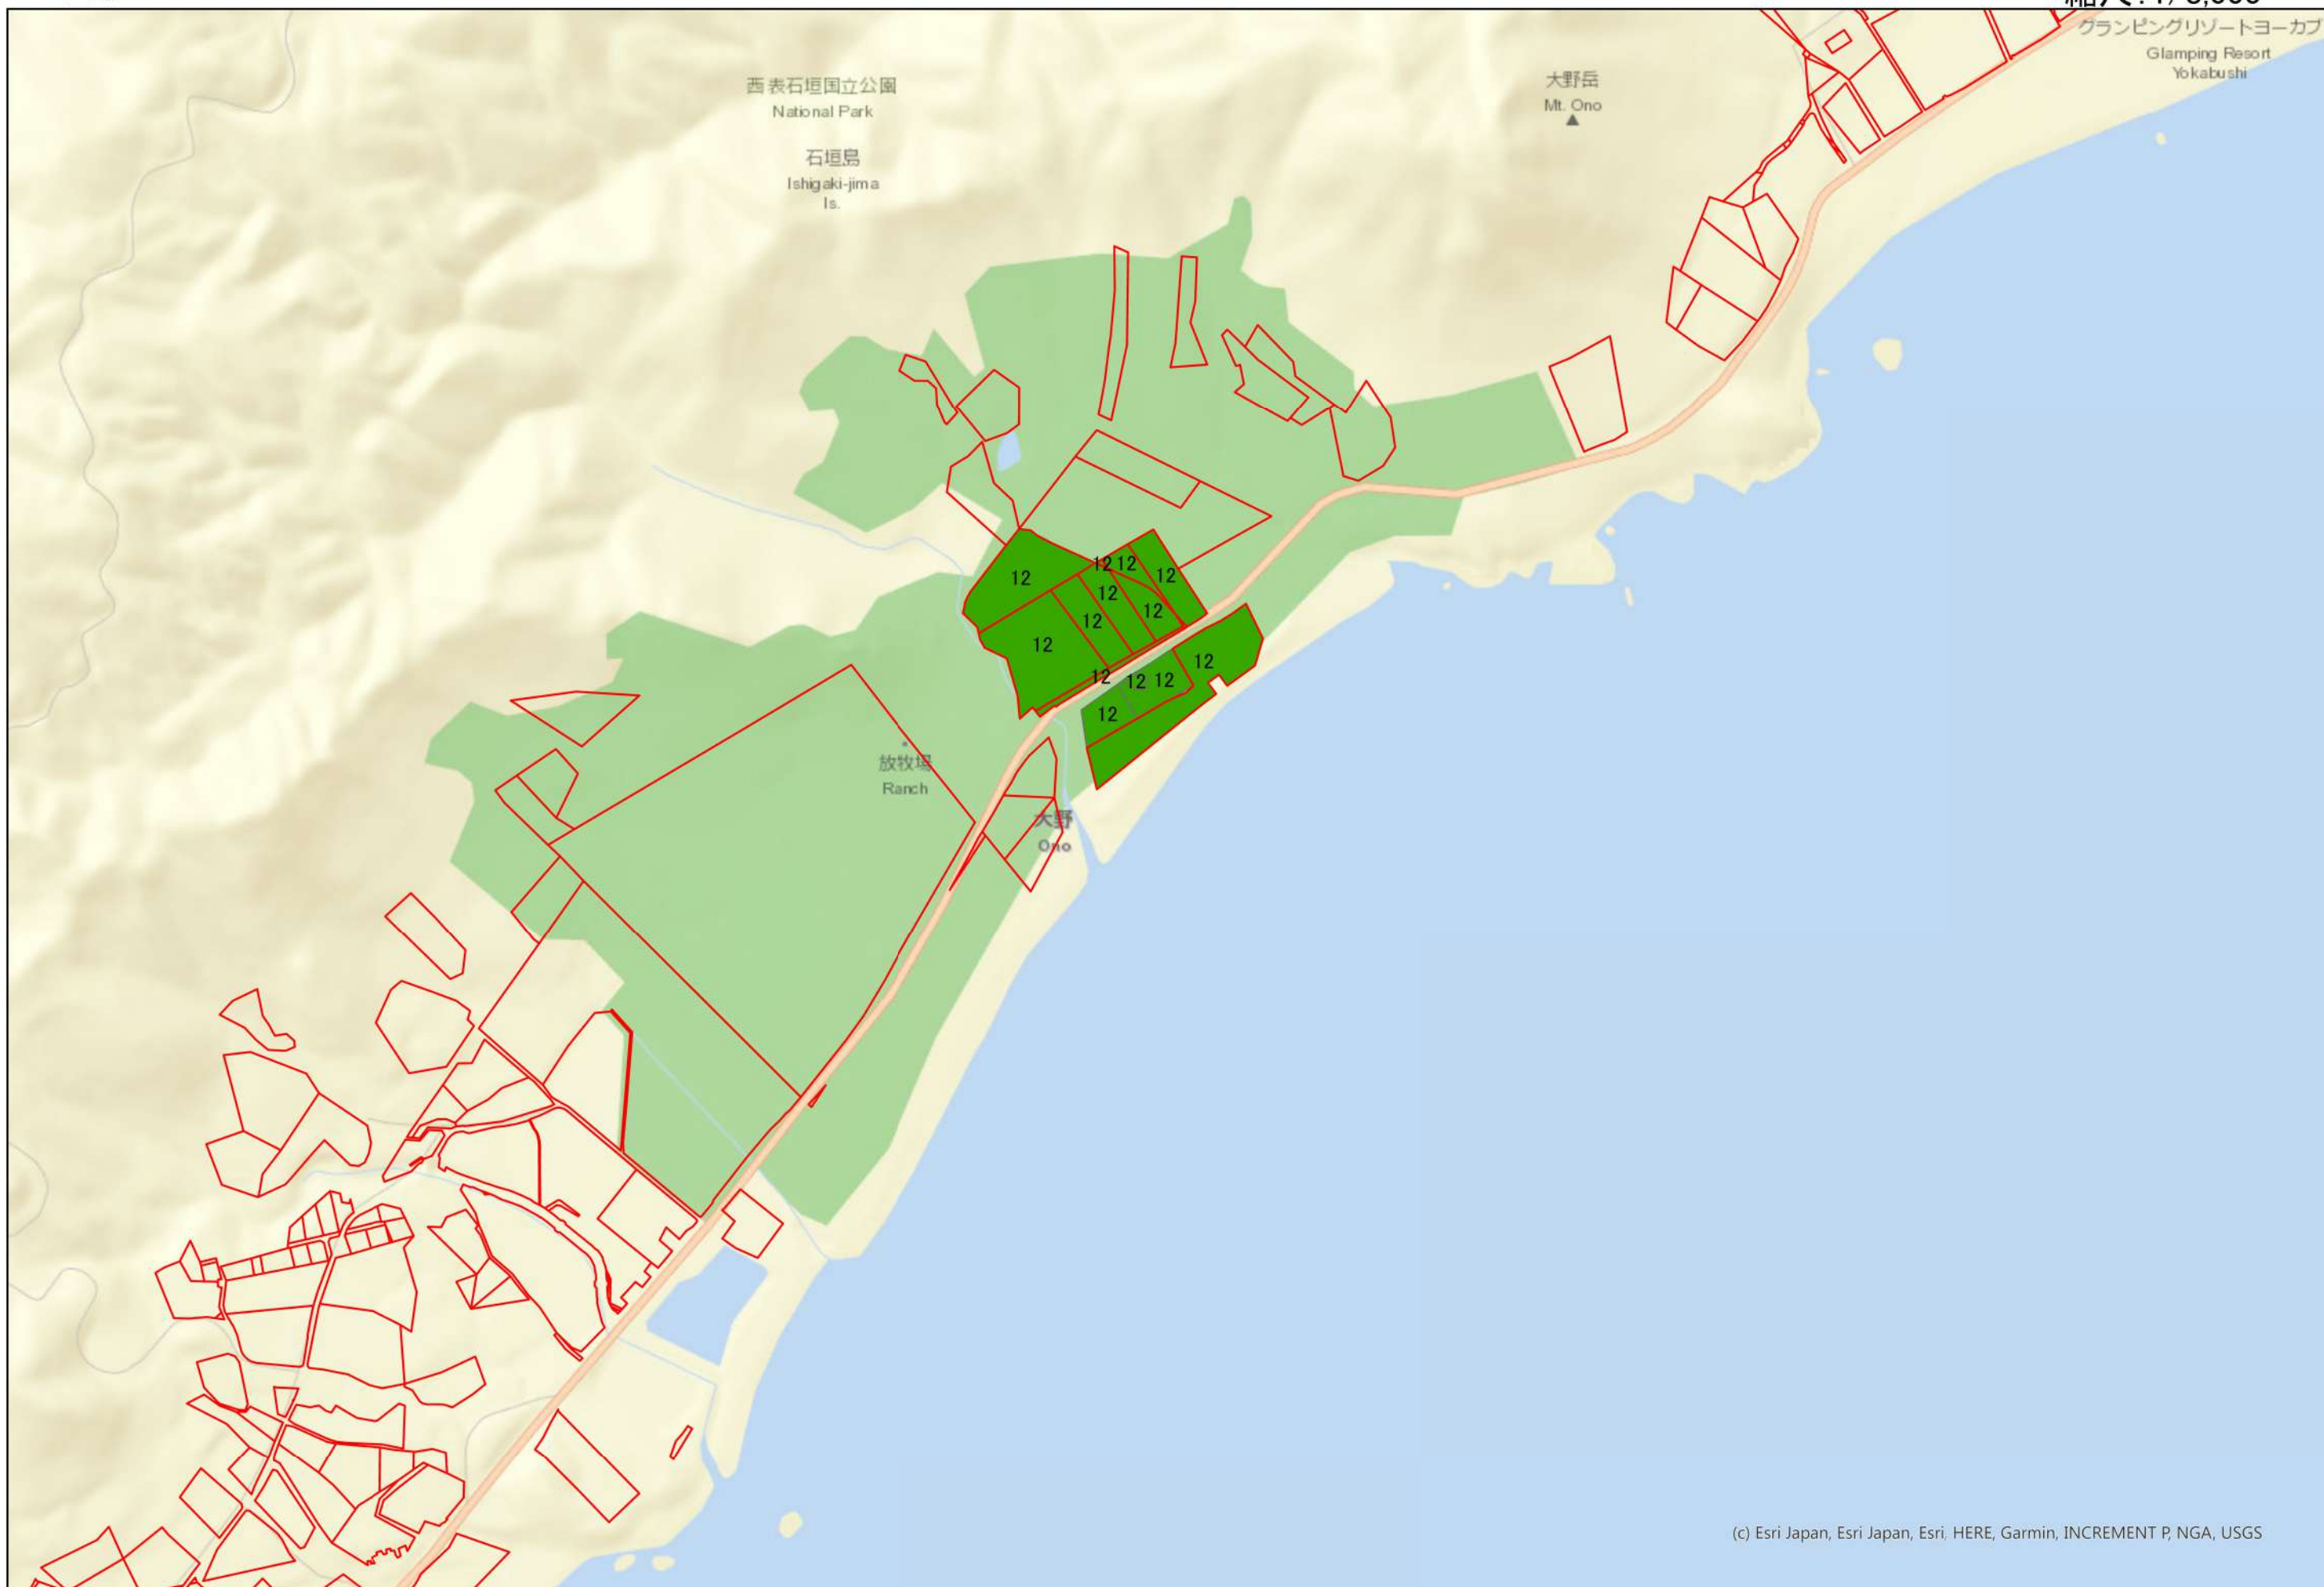 グランピングリゾートヨーカブ
Glamping Resort
Yokabushi
西表石垣国立公園
National Park
大野岳
Mt. Ono
石垣島
Ishigaki-jima
Is.
12
12
12
12
12
12
12
12
12
12
12
12
12
放牧場
Ranch
大野
Ono
(c) Esri Japan, Esri Japan, Esri, HERE, Garmin, INCREMENT P, NGA, USGS